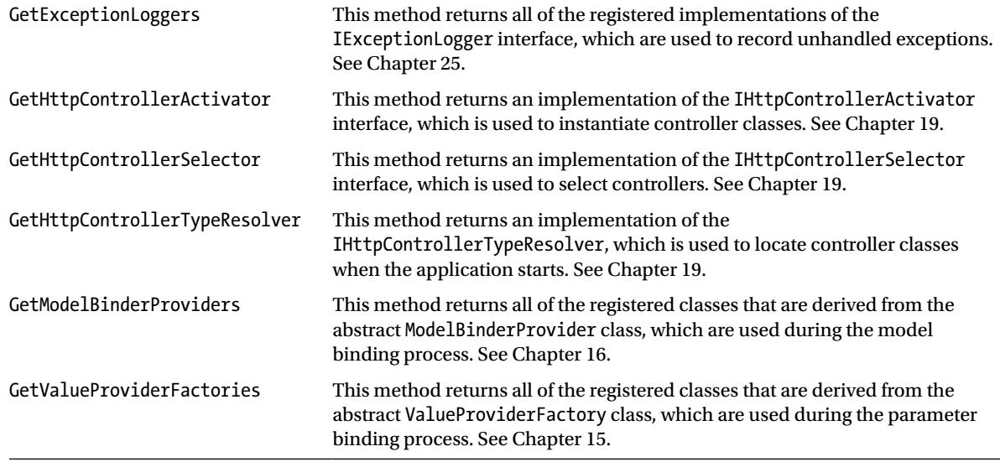 GetExceptionLoggers This method returns all of the registered implementations of the
IExceptionLogger interface, which are used to record unhandled exceptions.
See Chapter 25.
GetHttpControllerActivator This method returns an implementation of the IHttpControllerActivator
interface, which is used to instantiate controller classes. See Chapter 19.
GetHttpControllerSelector This method returns an implementation of the IHttpControllerSelector
interface, which is used to select controllers. See Chapter 19.
GetHttpControllerTypeResolver This method returns an implementation of the
IHttpControllerTypeResolver, which is used to locate controller classes
when the application starts. See Chapter 19.
GetModelBinderProviders This method returns all of the registered classes that are derived from the
abstract ModelBinderProvider class, which are used during the model
binding process. See Chapter 16.
GetValueProviderFactories This method returns all of the registered classes that are derived from the
abstract ValueProviderFactory class, which are used during the parameter
binding process. See Chapter 15.